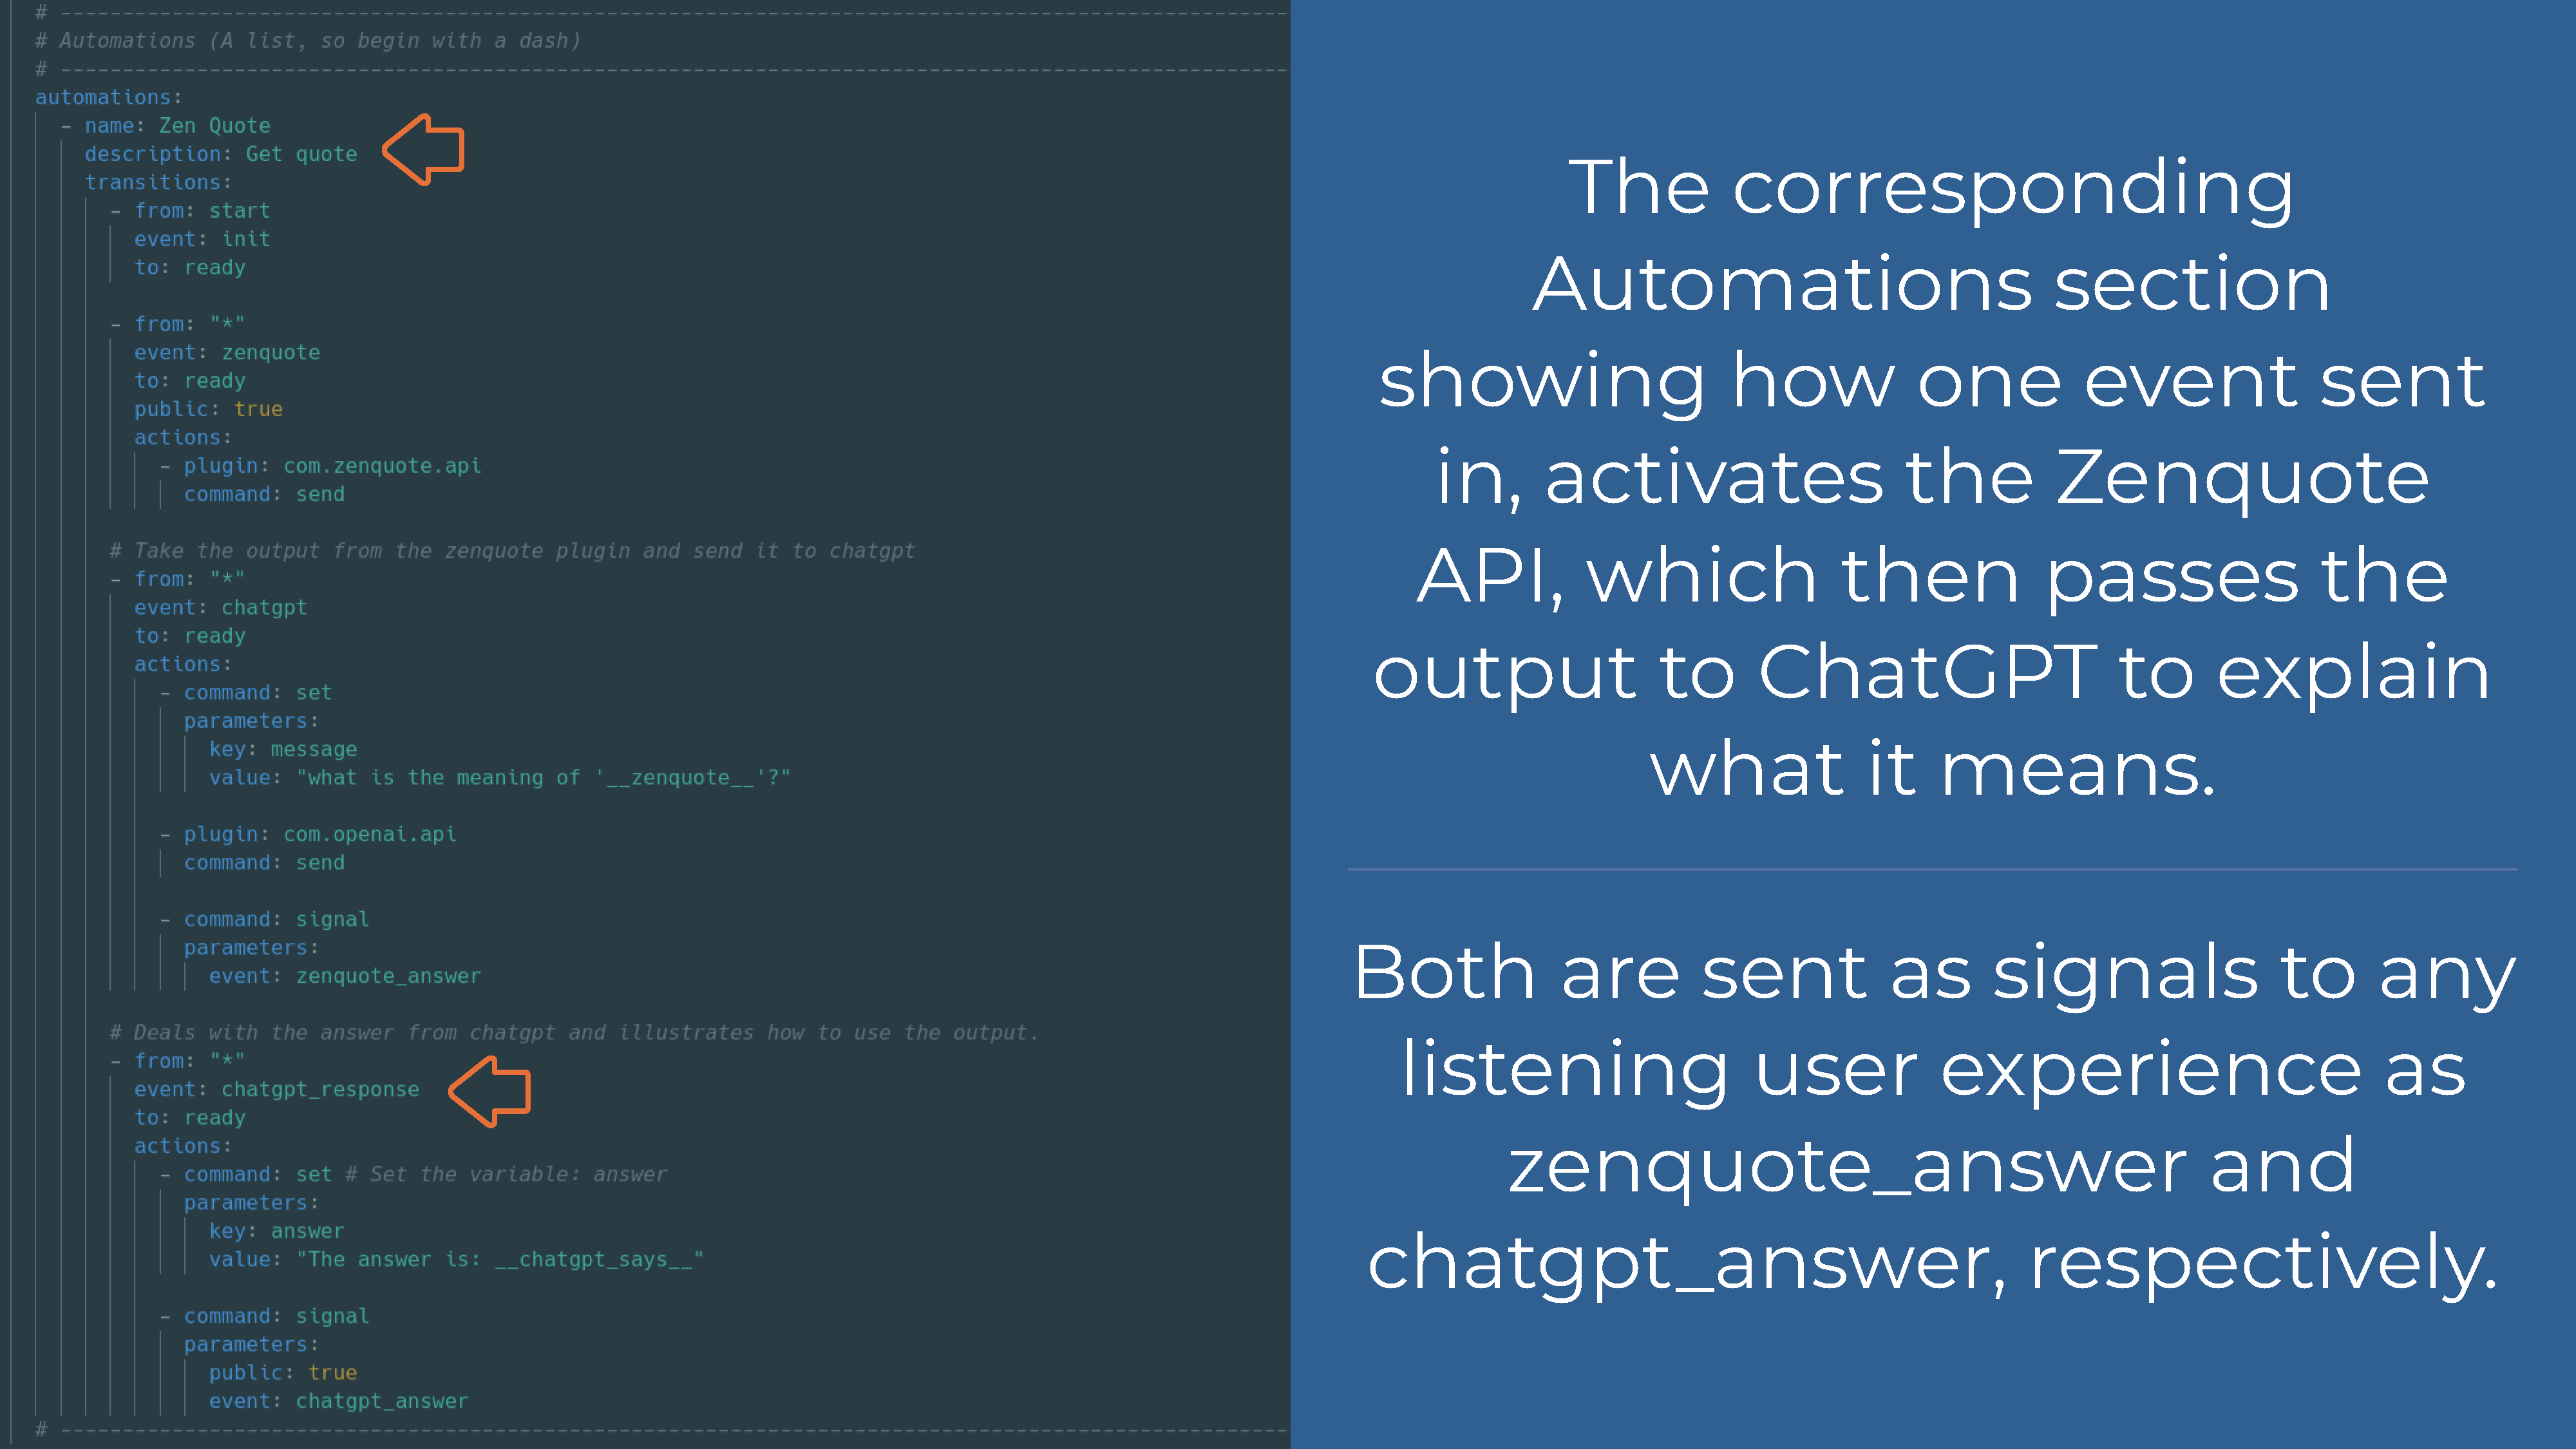 # ---------------------------------------------------------------------------------------------------
# Automations (A list, so begin with a dash)
# ---------------------------------------------------------------------------------------------------
automations:
  - name: Zen Quote
    description: Get quote
    transitions:
      - from: start
        event: init
        to: ready
      - from: "*"
        event: zenquote
        to: ready
        public: true
        actions:
          - plugin: com.zenquote.api
            command: send
      # Take the output from the zenquote plugin and send it to chatgpt
      - from: "*"
        event: chatgpt
        to: ready
        actions:
          - command: set
            parameters:
              key: message
              value: "what is the meaning of '__zenquote__'?"
          - plugin: com.openai.api
            command: send
          - command: signal
            parameters:
              event: zenquote_answer
      # Deals with the answer from chatgpt and illustrates how to use the output.
      - from: "*"
        event: chatgpt_response
        to: ready
        actions:
          - command: set # Set the variable: answer
            parameters:
              key: answer
              value: "The answer is: __chatgpt_says__"
          - command: signal
            parameters:
              public: true
              event: chatgpt_answer
# ---------------------------------------------------------------------------------------------------
The corresponding
Automations section
showing how one event sent
in, activates the Zenquote
API, which then passes the
output to ChatGPT to explain
what it means.
Both are sent as signals to any
listening user experience as
zenquote_answer and
chatgpt_answer, respectively.